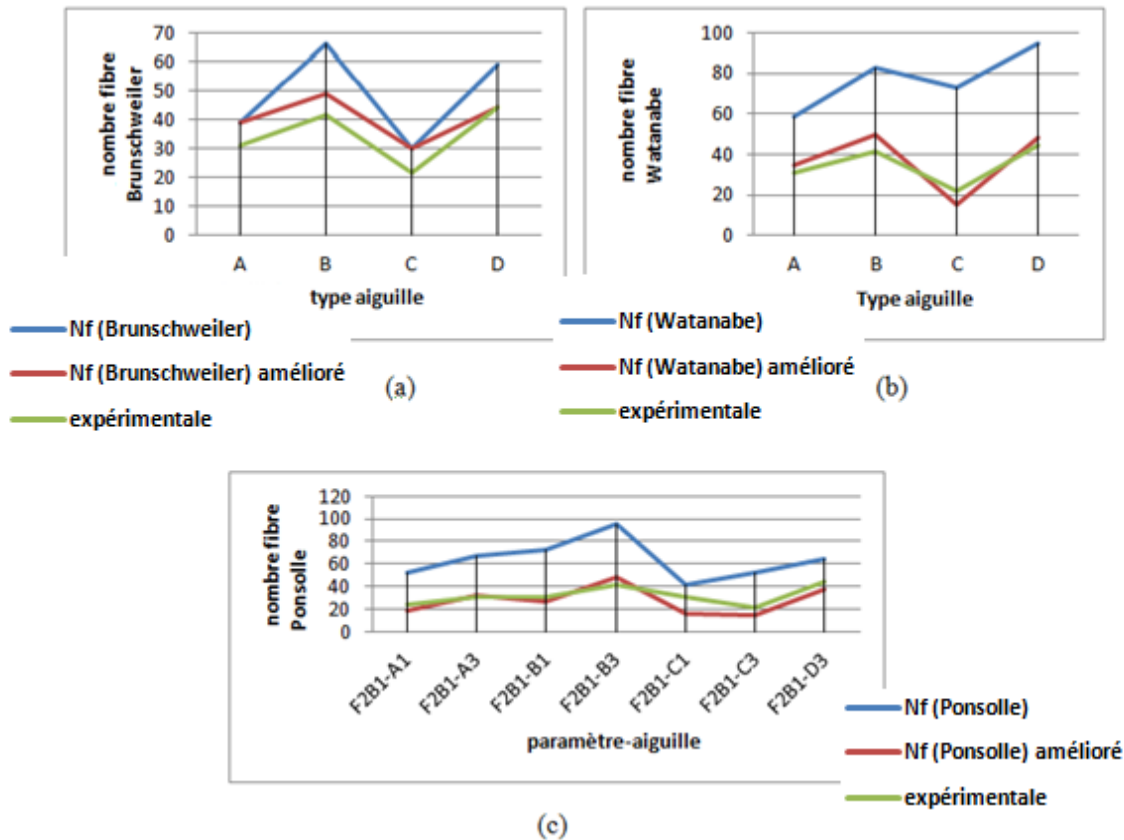 nombre fibre
Brunschweiler
80
70
60
50
40
30
20
10
0
A B C D
type aiguille
Nf (Brunschweiler)
Nf (Brunschweiler) amélioré
expérimentale
(a)
nombre fibre
Watanabe
100
80
60
40
20
0
A B C D
Type aiguille
Nf (Watanabe)
Nf (Watanabe) amélioré
expérimentale
(b)
nombre fibre
Ponsolle
120
100
80
60
40
20
0
F2B1-A1
F2B1-A3
F2B1-B1
F2B1-B3
F2B1-C1
F2B1-C3
F2B1-D3
paramètre-aiguille
Nf (Ponsolle)
Nf (Ponsolle) amélioré
expérimentale
(c)